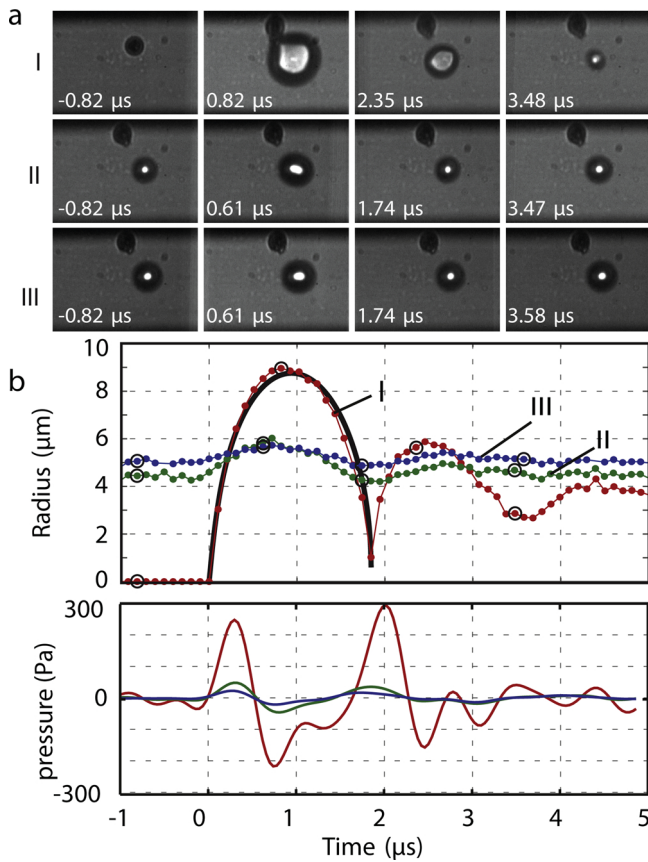 a
I
-0.82 µs 0.82 µs 2.35 µs 3.48 µs
II
-0.82 µs 0.61 µs 1.74 µs 3.47 µs
III
-0.82 µs 0.61 µs 1.74 µs 3.58 µs
b
10
8
6
4
2
0
Radius (µm)
I
III
II
300
0
-300
pressure (Pa)
-1 0 1 2 3 4 5
Time (µs)